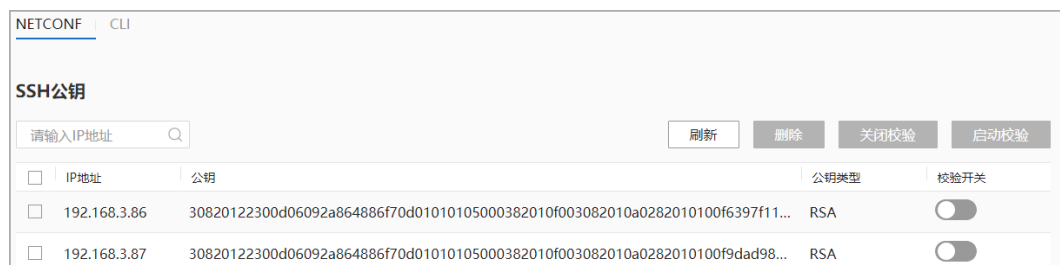 NETCONF CLI
SSH公钥
请输入IP地址 刷新 删除 关闭校验 启动校验
IP地址 公钥 公钥类型 校验开关
192.168.3.86 30820122300d06092a864886f70d01010105000382010f003082010a0282010100f6397f11... RSA
192.168.3.87 30820122300d06092a864886f70d01010105000382010f003082010a0282010100f9dad98... RSA